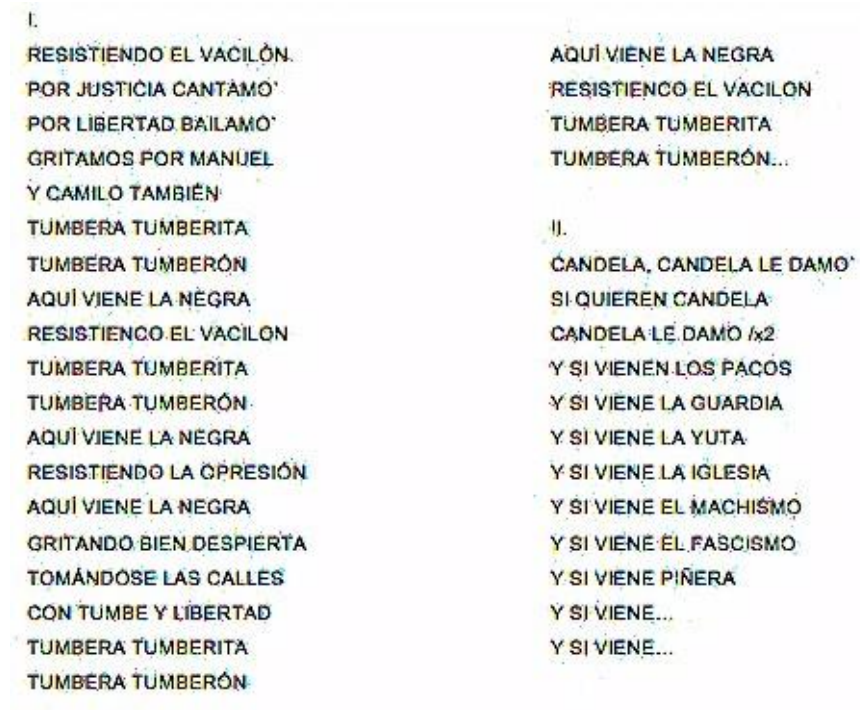 I.
RESISTIENDO EL VACILÓN.
POR JUSTICIA CANTAMO`
POR LIBERTAD BAILAMO`
GRITAMOS POR MANUEL
Y CAMILO TAMBIÉN
TUMBERA TUMBERITA
TUMBERA TUMBERÓN
AQUÍ VIENE LA NEGRA
RESISTIENCO EL VACILON
TUMBERA TUMBERITA
TUMBERA TUMBERÓN
AQUÍ VIENE LA NEGRA
RESISTIENDO LA OPRESIÓN
AQUÍ VIENE LA NEGRA
GRITANDO BIEN DESPIERTA
TOMÁNDOSE LAS CALLES
CON TUMBE Y LIBERTAD
TUMBERA TUMBERITA
TUMBERA TUMBERÓN
AQUÍ VIENE LA NEGRA
RESISTIENCO EL VACILON
TUMBERA TUMBERITA
TUMBERA TUMBERÓN...
II.
CANDELA, CANDELA LE DAMO`
SI QUIEREN CANDELA
CANDELA LE DAMO /x2
Y SI VIENEN LOS PACOS
Y SI VIENE LA GUARDIA
Y SI VIENE LA YUTA
Y SI VIENE LA IGLESIA
Y SI VIENE EL MACHISMO
Y SI VIENE EL FASCISMO
Y SI VIENE PIÑERA
Y SI VIENE...
Y SI VIENE...